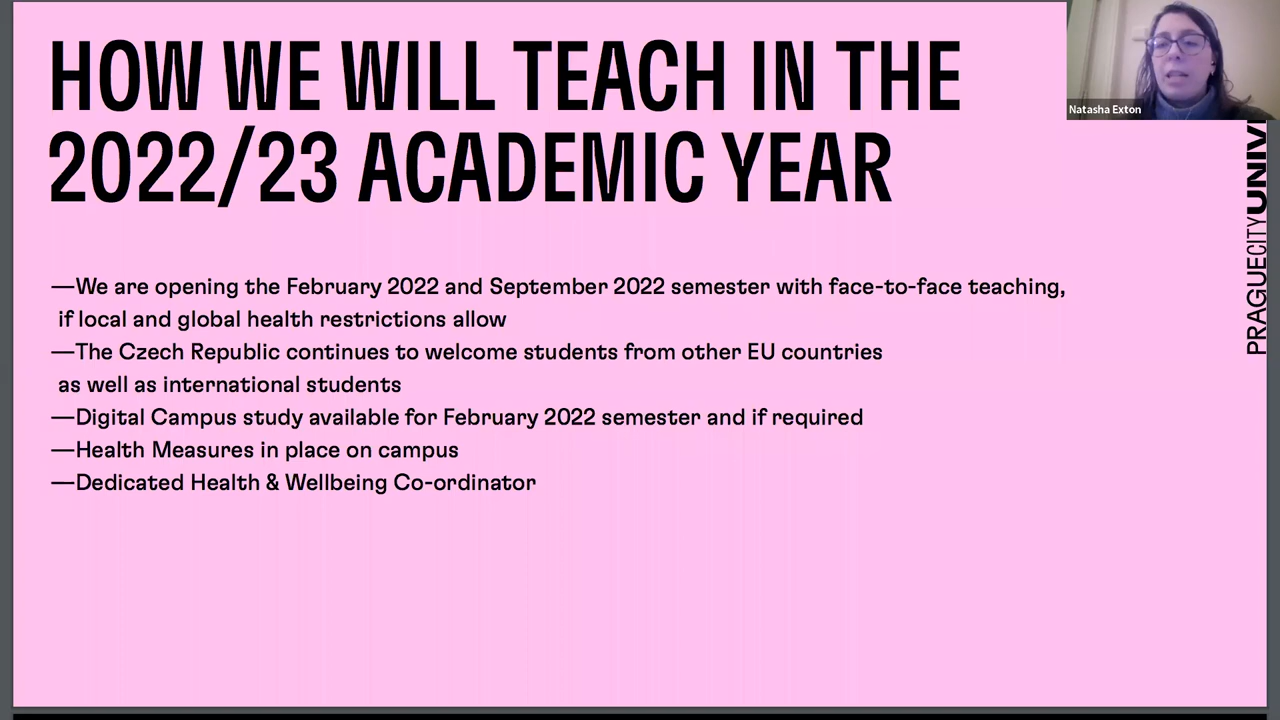 HOW WE WILL TEACH IN THE
2022/23 ACADEMIC YEAR
Natasha Exton
—We are opening the February 2022 and September 2022 semester with face-to-face teaching,
if local and global health restrictions allow
—The Czech Republic continues to welcome students from other EU countries
as well as international students
—Digital Campus study available for February 2022 semester and if required
—Health Measures in place on campus
—Dedicated Health & Wellbeing Co-ordinator
PRAGUECITYUNIV